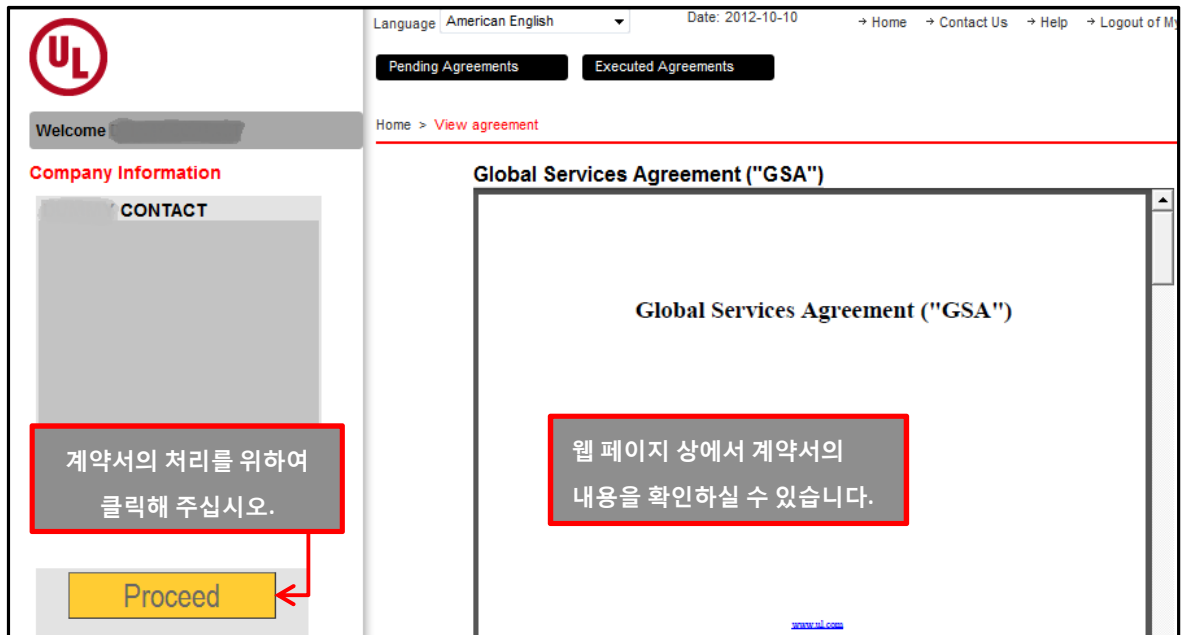 UL
Language American English Date: 2012-10-10 → Home → Contact Us → Help → Logout of My
Pending Agreements Executed Agreements
Welcome
Home > View agreement
Company Information
CONTACT
Global Services Agreement ("GSA")
Global Services Agreement ("GSA")
계약서의 처리를 위하여
클릭해 주십시오.
웹 페이지 상에서 계약서의
내용을 확인하실 수 있습니다.
Proceed
www.ul.com